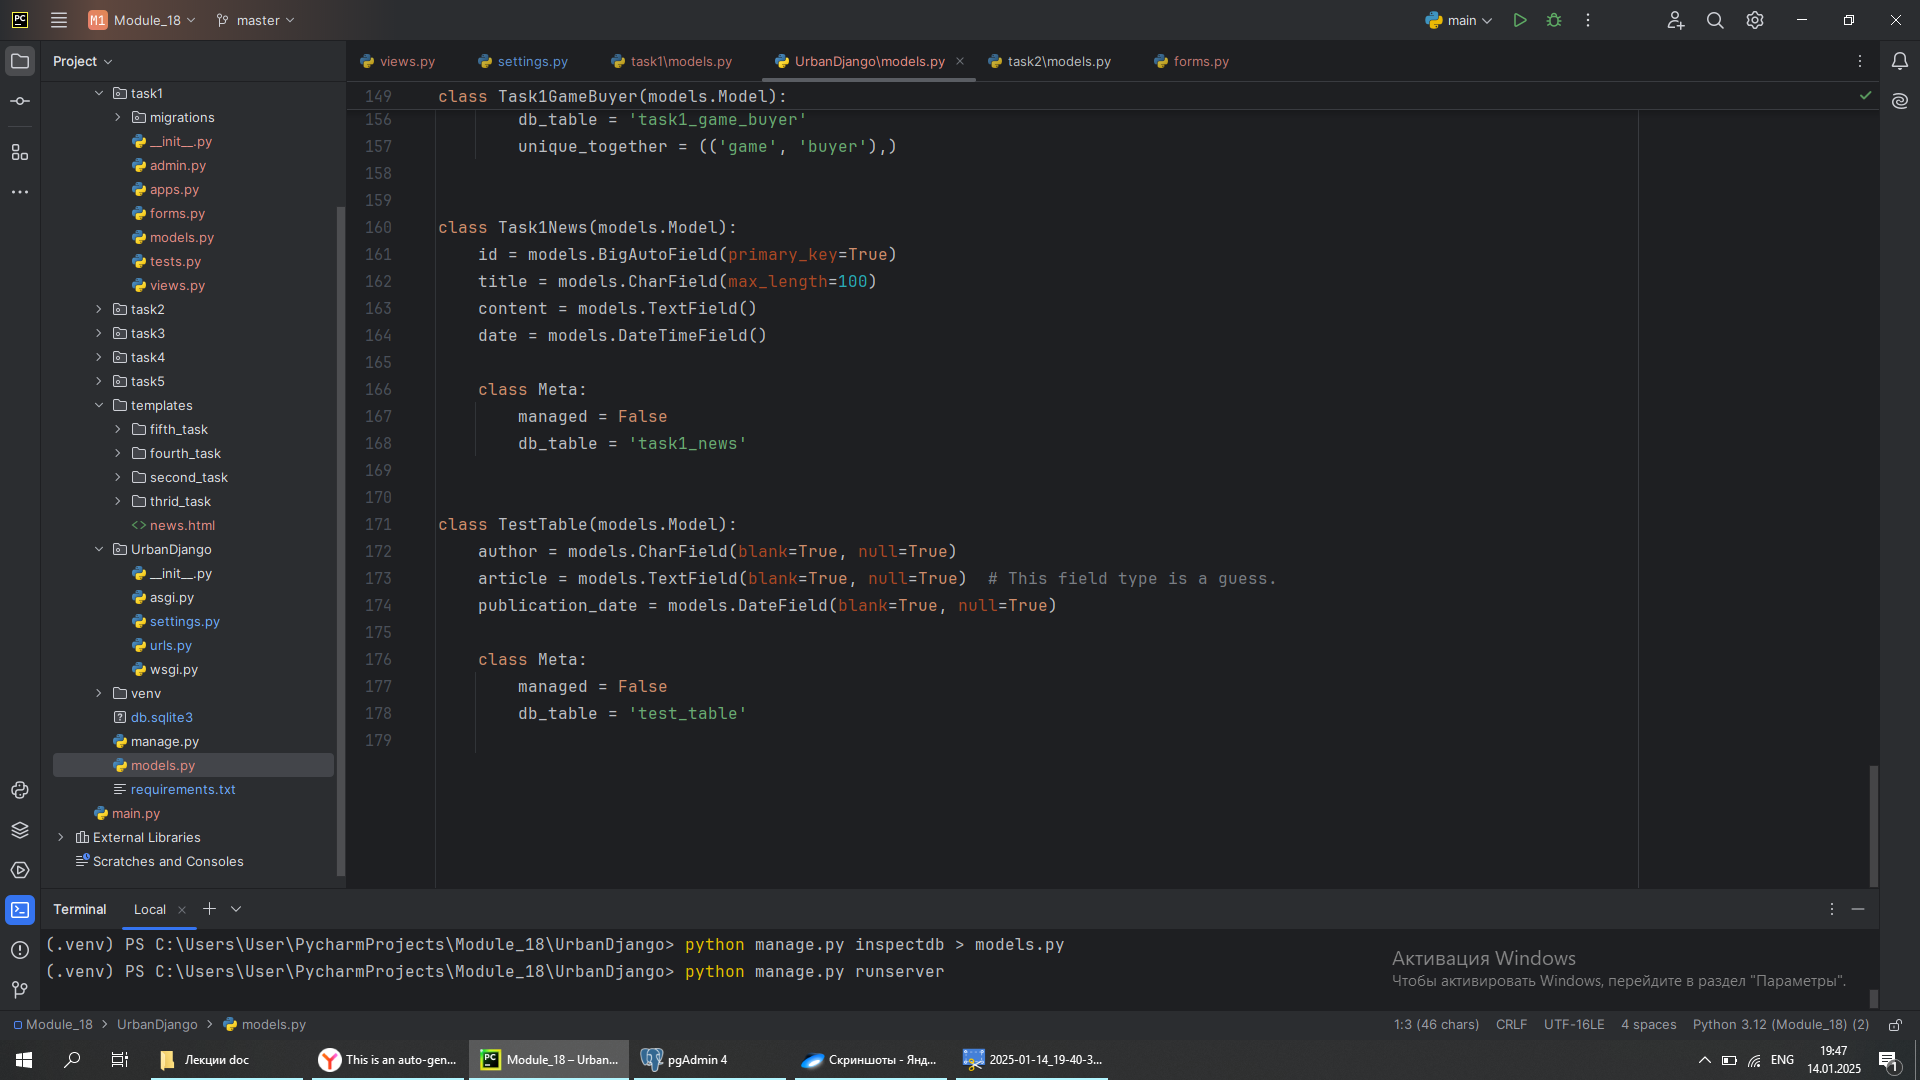 PC
M1
Module_18
master
main
Project
views.py
settings.py
task1\models.py
UrbanDjango\models.py
task2\models.py
forms.py
task1
migrations
__init__.py
admin.py
apps.py
forms.py
models.py
tests.py
views.py
task2
task3
task4
task5
templates
fifth_task
fourth_task
second_task
thrid_task
<> news.html
UrbanDjango
__init__.py
asgi.py
settings.py
urls.py
wsgi.py
venv
db.sqlite3
manage.py
models.py
requirements.txt
main.py
External Libraries
Scratches and Consoles
149 class Task1GameBuyer(models.Model):
156 db_table = 'task1_game_buyer'
157 unique_together = (('game', 'buyer'),)
158
159
160 class Task1News(models.Model):
161 id = models.BigAutoField(primary_key=True)
162 title = models.CharField(max_length=100)
163 content = models.TextField()
164 date = models.DateTimeField()
165
166 class Meta:
167 managed = False
168 db_table = 'task1_news'
169
170
171 class TestTable(models.Model):
172 author = models.CharField(blank=True, null=True)
173 article = models.TextField(blank=True, null=True)  # This field type is a guess.
174 publication_date = models.DateField(blank=True, null=True)
175
176 class Meta:
177 managed = False
178 db_table = 'test_table'
179
Terminal
Local
(.venv) PS C:\Users\User\PycharmProjects\Module_18\UrbanDjango> python manage.py inspectdb > models.py
(.venv) PS C:\Users\User\PycharmProjects\Module_18\UrbanDjango> python manage.py runserver
Активация Windows
Чтобы активировать Windows, перейдите в раздел "Параметры".
Module_18 > UrbanDjango > models.py
1:3 (46 chars)
CRLF
UTF-16LE
4 spaces
Python 3.12 (Module_18) (2)
Лекции doc
This is an auto-gen...
PC
Module_18 – Urban...
pgAdmin 4
Скриншоты - Янд...
2025-01-14_19-40-3...
ENG
19:47
14.01.2025
1